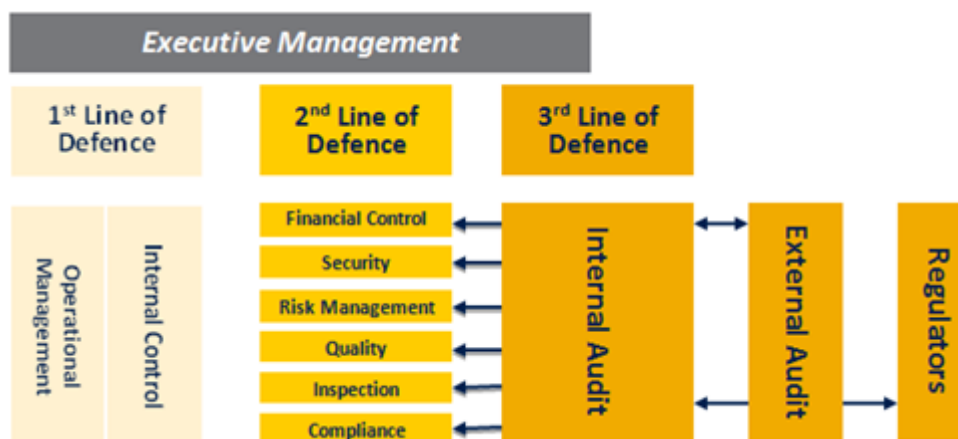 Executive Management
1st Line of
Defence
2nd Line of
Defence
3rd Line of
Defence
Operational
Management
Internal Control
Financial Control
Security
Risk Management
Quality
Inspection
Compliance
Internal Audit
External Audit
Regulators